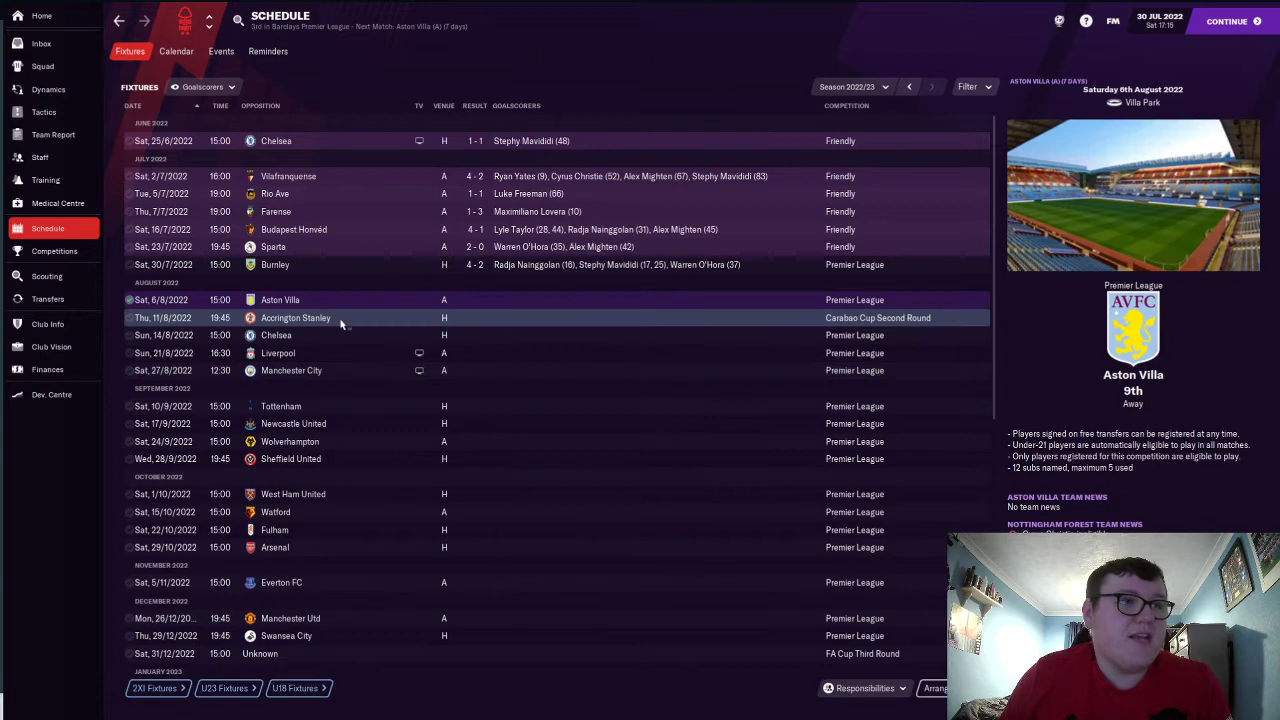 Home
SCHEDULE
3rd in Barclays Premier League - Next Match: Aston Villa (A) (7 days)
FM
30 JUL 2022
Sat 17:15
CONTINUE
Inbox
Squad
Dynamics
Tactics
Team Report
Staff
Training
Medical Centre
Schedule
Competitions
Scouting
Transfers
Club Info
Club Vision
Finances
Dev. Centre
Fixtures Calendar Events Reminders
FIXTURES Goalscorers Season 2022/23 Filter
DATE TIME OPPOSITION TV VENUE RESULT GOALSCORERS COMPETITION
JUNE 2022
Sat, 25/6/2022 15:00 Chelsea H 1 - 1 Stephy Mavididi (48) Friendly
JULY 2022
Sat, 2/7/2022 16:00 Vilafranquense A 4 - 2 Ryan Yates (9), Cyrus Christie (52), Alex Mighten (67), Stephy Mavididi (83) Friendly
Tue, 5/7/2022 19:00 Rio Ave A 1 - 1 Luke Freeman (66) Friendly
Thu, 7/7/2022 19:00 Farense A 1 - 3 Maximiliano Lovera (10) Friendly
Sat, 16/7/2022 15:00 Budapest Honvéd A 4 - 1 Lyle Taylor (28, 44), Radja Nainggolan (31), Alex Mighten (45) Friendly
Sat, 23/7/2022 19:45 Sparta A 2 - 0 Warren O'Hora (35), Alex Mighten (42) Friendly
Sat, 30/7/2022 15:00 Burnley H 4 - 2 Radja Nainggolan (16), Stephy Mavididi (17, 25), Warren O'Hora (37) Premier League
AUGUST 2022
Sat, 6/8/2022 15:00 Aston Villa A Premier League
Thu, 11/8/2022 19:45 Accrington Stanley H Carabao Cup Second Round
Sun, 14/8/2022 15:00 Chelsea H Premier League
Sun, 21/8/2022 16:30 Liverpool A Premier League
Sat, 27/8/2022 12:30 Manchester City A Premier League
SEPTEMBER 2022
Sat, 10/9/2022 15:00 Tottenham H Premier League
Sat, 17/9/2022 15:00 Newcastle United H Premier League
Sat, 24/9/2022 15:00 Wolverhampton A Premier League
Wed, 28/9/2022 19:45 Sheffield United H Premier League
OCTOBER 2022
Sat, 1/10/2022 15:00 West Ham United H Premier League
Sat, 15/10/2022 15:00 Watford A Premier League
Sat, 22/10/2022 15:00 Fulham H Premier League
Sat, 29/10/2022 15:00 Arsenal H Premier League
NOVEMBER 2022
Sat, 5/11/2022 15:00 Everton FC A Premier League
DECEMBER 2022
Mon, 26/12/20... 19:45 Manchester Utd A Premier League
Thu, 29/12/2022 19:45 Swansea City H Premier League
Sat, 31/12/2022 15:00 Unknown FA Cup Third Round
JANUARY 2023
2XI Fixtures U23 Fixtures U18 Fixtures Responsibilities
ASTON VILLA (A) (7 DAYS)
Saturday 6th August 2022
Villa Park
Premier League
AVFC
Aston Villa
9th
Away
- Players signed on free transfers can be registered at any time.
- Under-21 players are automatically eligible to play in all matches.
- Only players registered for this competition are eligible to play.
- 12 subs named, maximum 5 used
ASTON VILLA TEAM NEWS
No team news
NOTTINGHAM FOREST TEAM NEWS